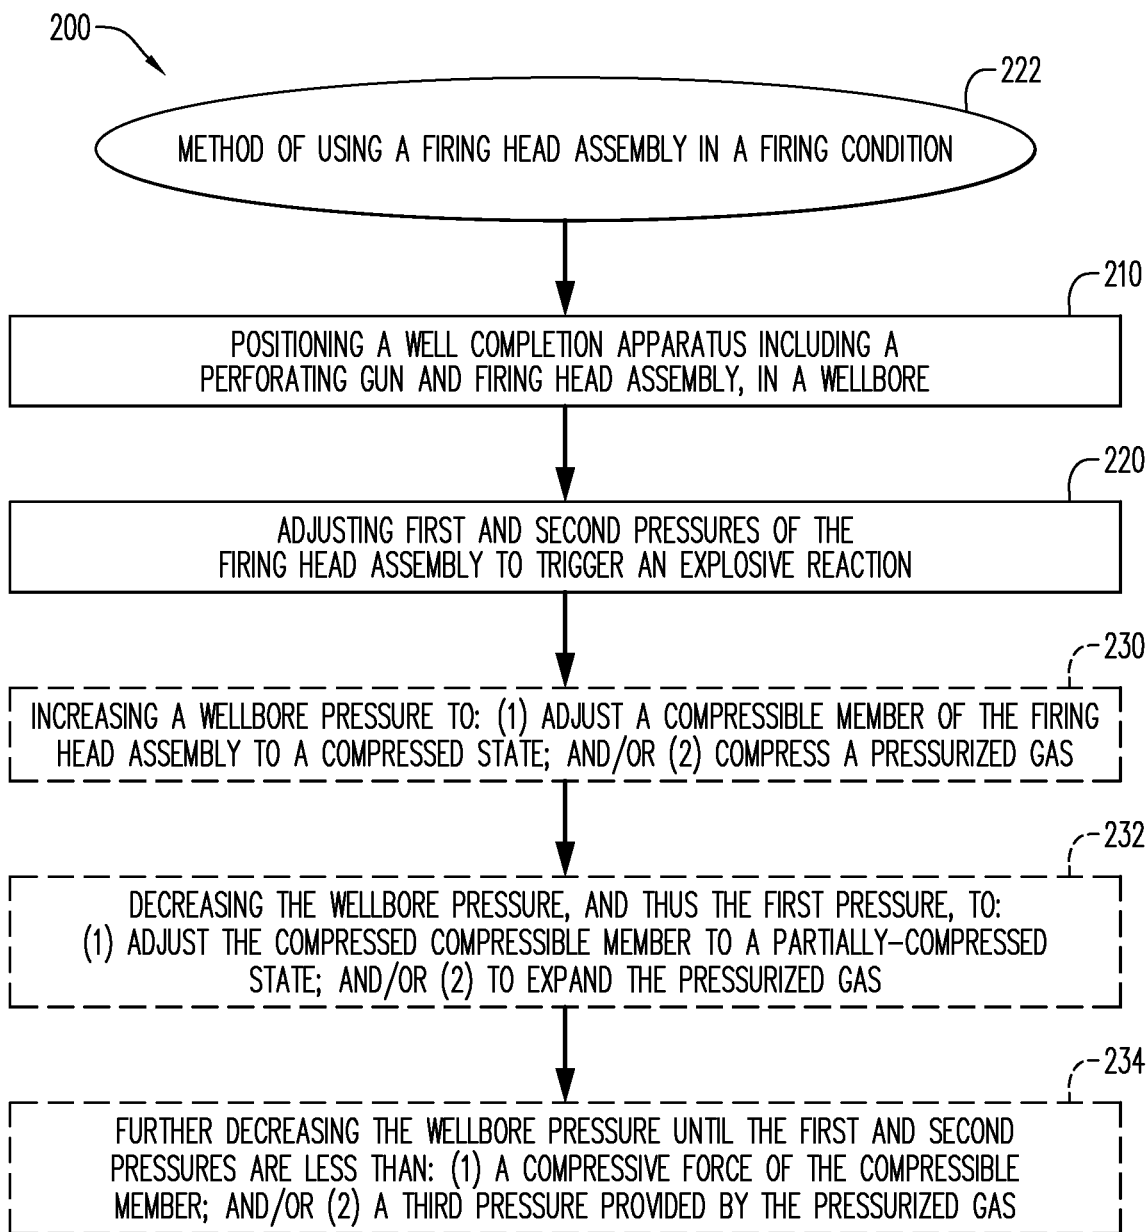 200
222
METHOD OF USING A FIRING HEAD ASSEMBLY IN A FIRING CONDITION
210
POSITIONING A WELL COMPLETION APPARATUS INCLUDING A
PERFORATING GUN AND FIRING HEAD ASSEMBLY, IN A WELLBORE
220
ADJUSTING FIRST AND SECOND PRESSURES OF THE
FIRING HEAD ASSEMBLY TO TRIGGER AN EXPLOSIVE REACTION
230
INCREASING A WELLBORE PRESSURE TO: (1) ADJUST A COMPRESSIBLE MEMBER OF THE FIRING
HEAD ASSEMBLY TO A COMPRESSED STATE; AND/OR (2) COMPRESS A PRESSURIZED GAS
232
DECREASING THE WELLBORE PRESSURE, AND THUS THE FIRST PRESSURE, TO:
(1) ADJUST THE COMPRESSED COMPRESSIBLE MEMBER TO A PARTIALLY-COMPRESSED
STATE; AND/OR (2) TO EXPAND THE PRESSURIZED GAS
234
FURTHER DECREASING THE WELLBORE PRESSURE UNTIL THE FIRST AND SECOND
PRESSURES ARE LESS THAN: (1) A COMPRESSIVE FORCE OF THE COMPRESSIBLE
MEMBER; AND/OR (2) A THIRD PRESSURE PROVIDED BY THE PRESSURIZED GAS